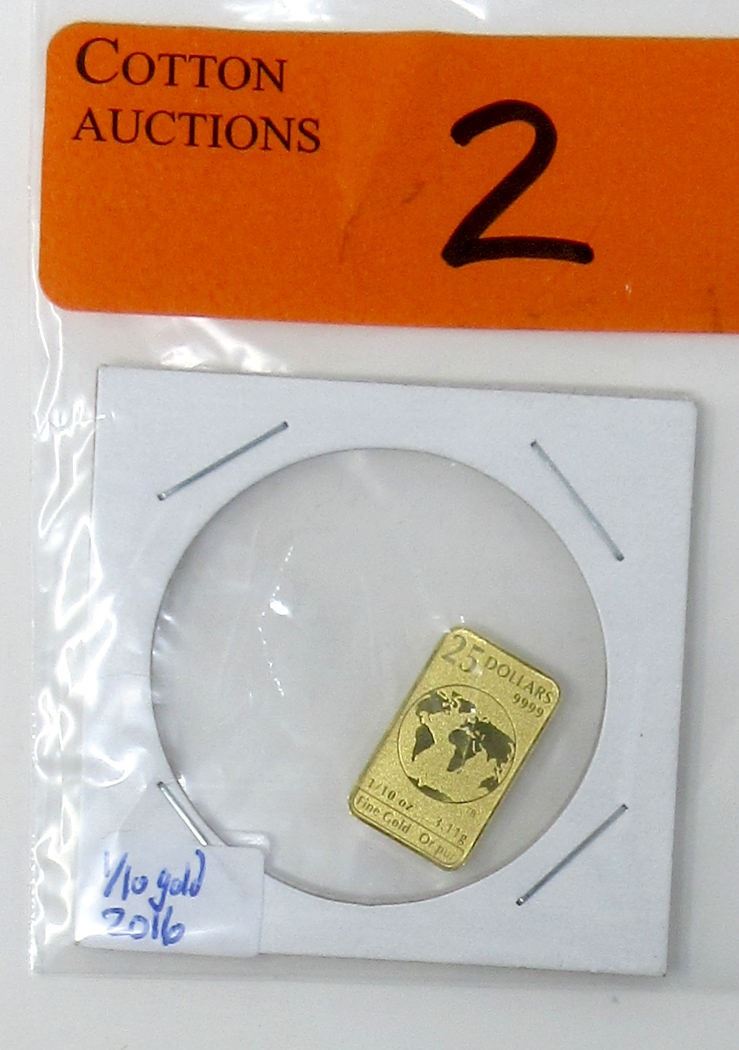 COTTON
AUCTIONS
2
25 DOLLARS
9999
1/10 oz 3.11g
Fine Gold Or pur
1/10 gold
2016